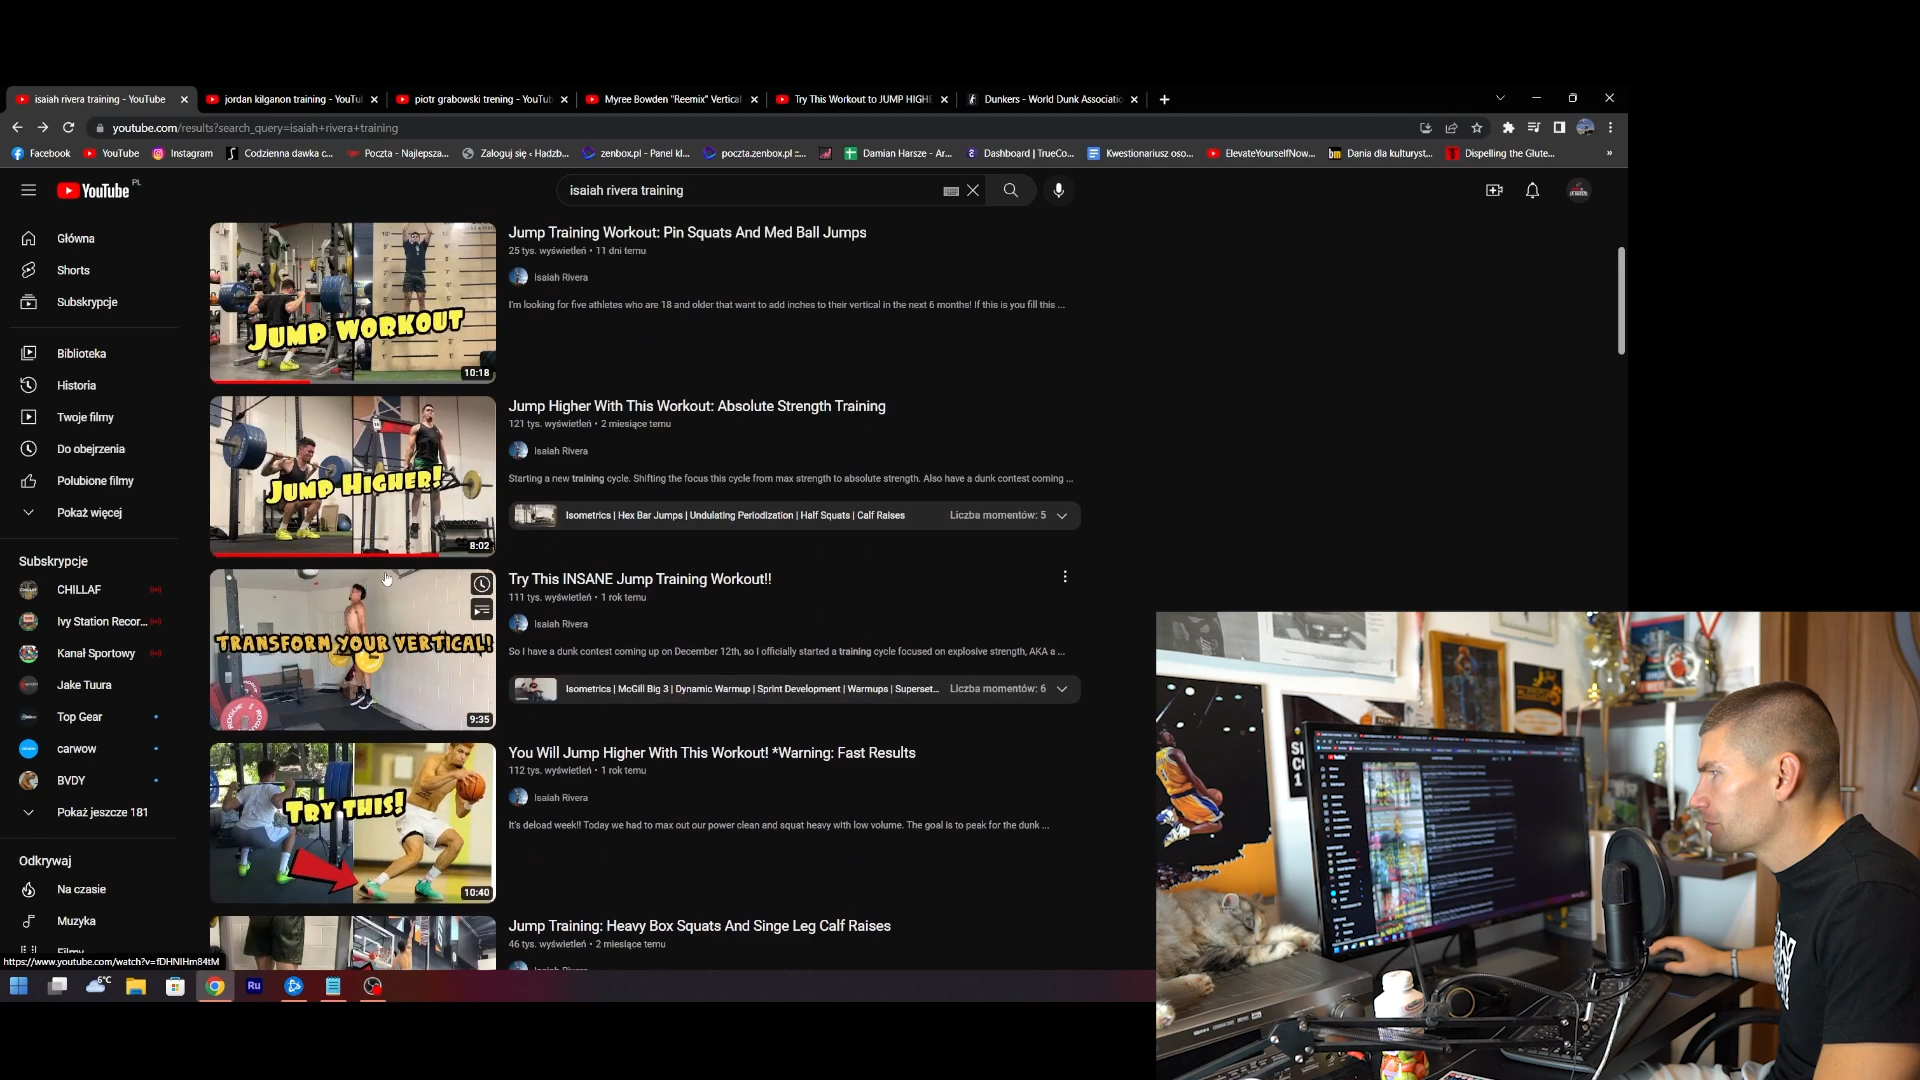 isaiah rivera training - YouTube
jordan kilganon training - YouTu
piotr grabowski trening - YouTub
Myree Bowden "Reemix" Vertical
Try This Workout to JUMP HIGHE
Dunkers - World Dunk Associatio
youtube.com/results?search_query=isaiah+rivera+training
Facebook
YouTube
Instagram
Codzienna dawka c...
Poczta - Najlepsza...
Zaloguj się ‹ Hadzb...
zenbox.pl - Panel kl...
poczta.zenbox.pl ::...
Damian Harsze - Ar...
Dashboard | TrueCo...
Kwestionariusz oso...
ElevateYourselfNow...
Dania dla kulturyst...
Dispelling the Glute...
YouTube PL
isaiah rivera training
Główna
Shorts
Subskrypcje
Biblioteka
Historia
Twoje filmy
Do obejrzenia
Polubione filmy
Pokaż więcej
Subskrypcje
CHILLAF
Ivy Station Recor...
Kanał Sportowy
Jake Tuura
Top Gear
carwow
BVDY
Pokaż jeszcze 181
Odkrywaj
Na czasie
Muzyka
Filmy
JUMP WORKOUT
10:18
Jump Training Workout: Pin Squats And Med Ball Jumps
25 tys. wyświetleń • 11 dni temu
Isaiah Rivera
I'm looking for five athletes who are 18 and older that want to add inches to their vertical in the next 6 months! If this is you fill this ...
JUMP HIGHER!
8:02
Jump Higher With This Workout: Absolute Strength Training
121 tys. wyświetleń • 2 miesiące temu
Isaiah Rivera
Starting a new training cycle. Shifting the focus this cycle from max strength to absolute strength. Also have a dunk contest coming ...
Isometrics | Hex Bar Jumps | Undulating Periodization | Half Squats | Calf Raises
Liczba momentów: 5
TRANSFORM YOUR VERTICAL!
9:35
Try This INSANE Jump Training Workout!!
111 tys. wyświetleń • 1 rok temu
Isaiah Rivera
So I have a dunk contest coming up on December 12th, so I officially started a training cycle focused on explosive strength, AKA a ...
Isometrics | McGill Big 3 | Dynamic Warmup | Sprint Development | Warmups | Superset...
Liczba momentów: 6
TRY THIS!
10:40
You Will Jump Higher With This Workout! *Warning: Fast Results
112 tys. wyświetleń • 1 rok temu
Isaiah Rivera
It's deload week!! Today we had to max out our power clean and squat heavy with low volume. The goal is to peak for the dunk ...
Jump Training: Heavy Box Squats And Singe Leg Calf Raises
46 tys. wyświetleń • 2 miesiące temu
https://www.youtube.com/watch?v=fDHNIHm84tM
6°C
Ru